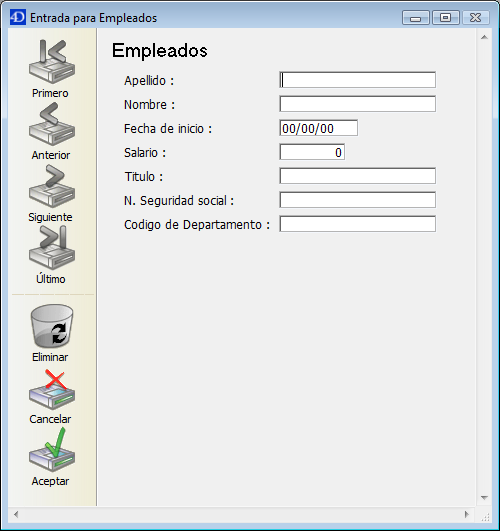 4D Entrada para Empleados
Primero
Anterior
Siguiente
Último
Eliminar
Cancelar
Aceptar
Empleados
Apellido :
Nombre :
Fecha de inicio : 00/00/00
Salario : 0
Titulo :
N. Seguridad social :
Codigo de Departamento :